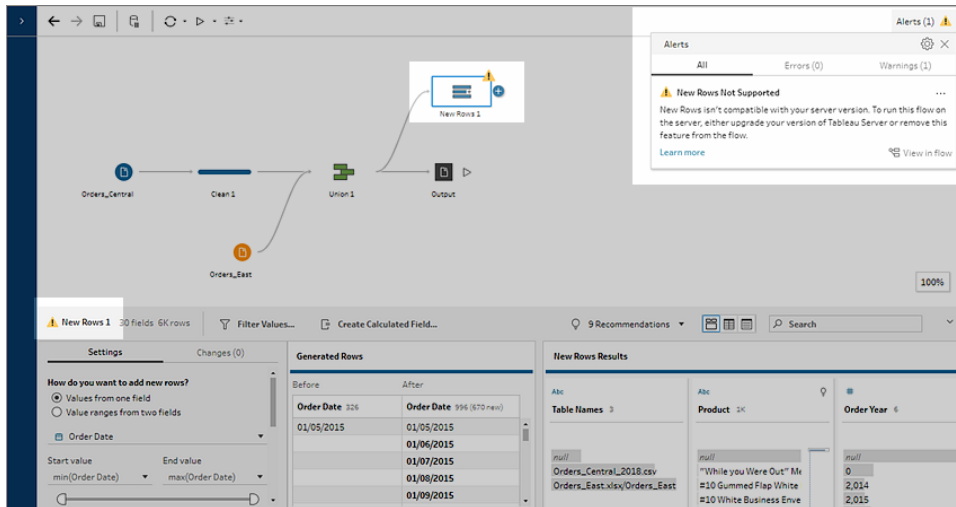 Alerts (1)
Alerts
All
Errors (0)
Warnings (1)
New Rows Not Supported
New Rows isn't compatible with your server version. To run this flow on
the server, either upgrade your version of Tableau Server or remove this
feature from the flow.
Learn more
View in flow
New Rows 1
Orders_Central
Clean 1
Union 1
Output
Orders_East
100%
New Rows 1 30 fields 6K rows
Filter Values...
Create Calculated Field...
9 Recommendations
Search
Settings
Changes (0)
How do you want to add new rows?
Values from one field
Value ranges from two fields
Order Date
Start value
End value
min(Order Date)
max(Order Date)
Generated Rows
Before
After
Order Date 326
Order Date 996 (670 new)
01/05/2015
01/05/2015
01/06/2015
01/07/2015
01/08/2015
01/09/2015
New Rows Results
Abc
Table Names 3
null
Orders_Central_2018.csv
Orders_East.xlsx/Orders_East
Abc
Product 2K
null
"While you Were Out" Me
#10 Gummed Flap White
#10 White Business Enve
#
Order Year 6
null
0
2,014
2,015